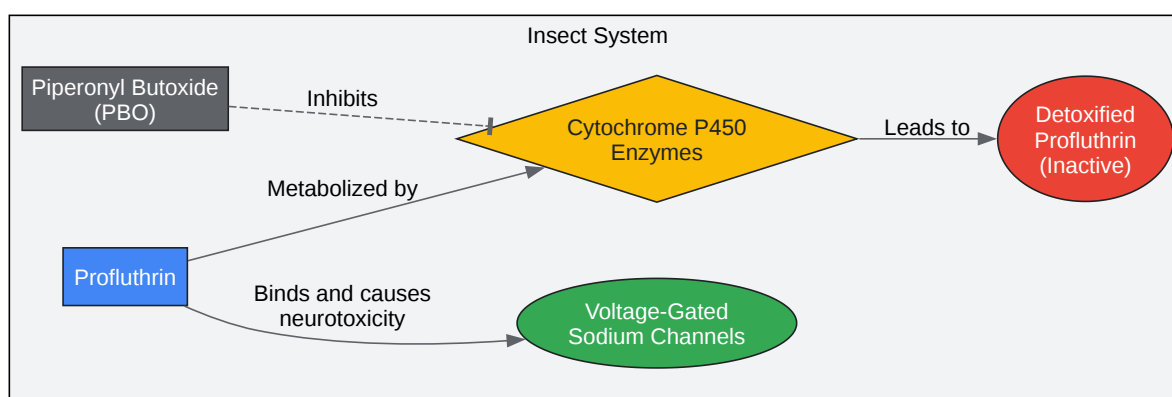 Insect System
Piperonyl Butoxide
(PBO)
Inhibits
Cytochrome P450
Enzymes
Leads to
Detoxified
Profluthrin
(Inactive)
Metabolized by
Profluthrin
Binds and causes
neurotoxicity
Voltage-Gated
Sodium Channels